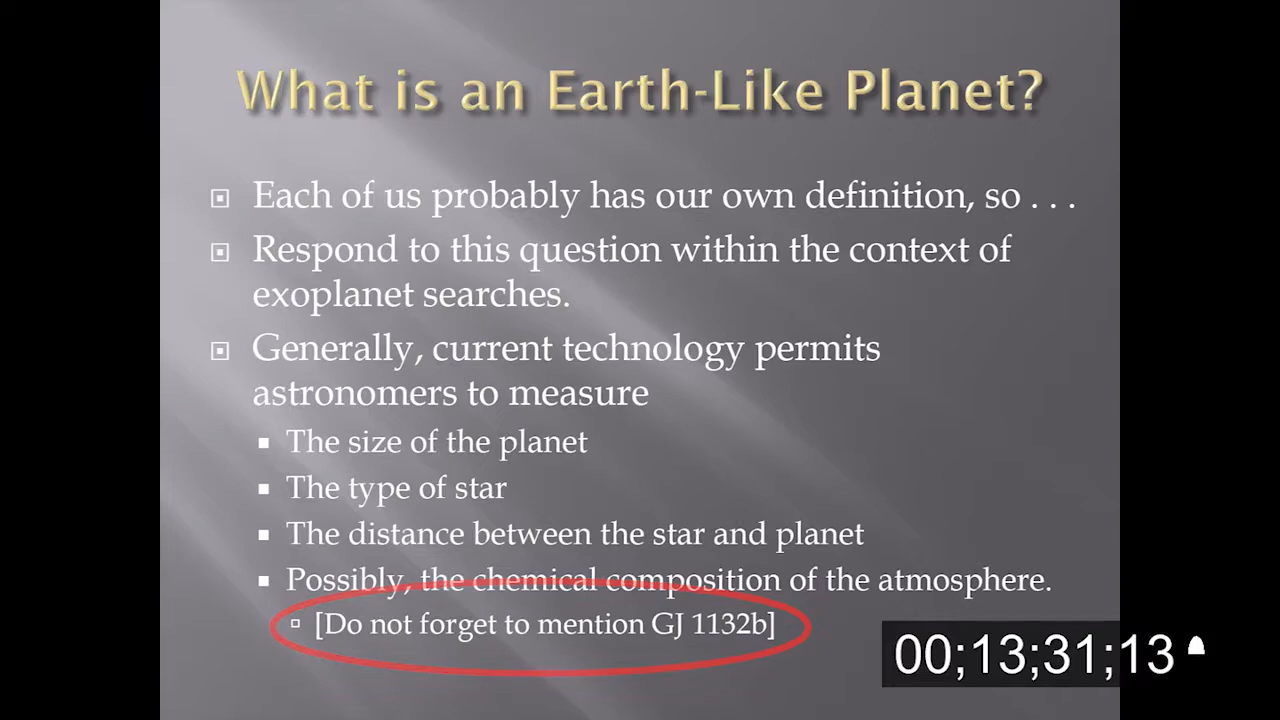 What is an Earth-Like Planet?
Each of us probably has our own definition, so . . .
Respond to this question within the context of
exoplanet searches.
Generally, current technology permits
astronomers to measure
The size of the planet
The type of star
The distance between the star and planet
Possibly, the chemical composition of the atmosphere.
[Do not forget to mention GJ 1132b]
00;13;31;13